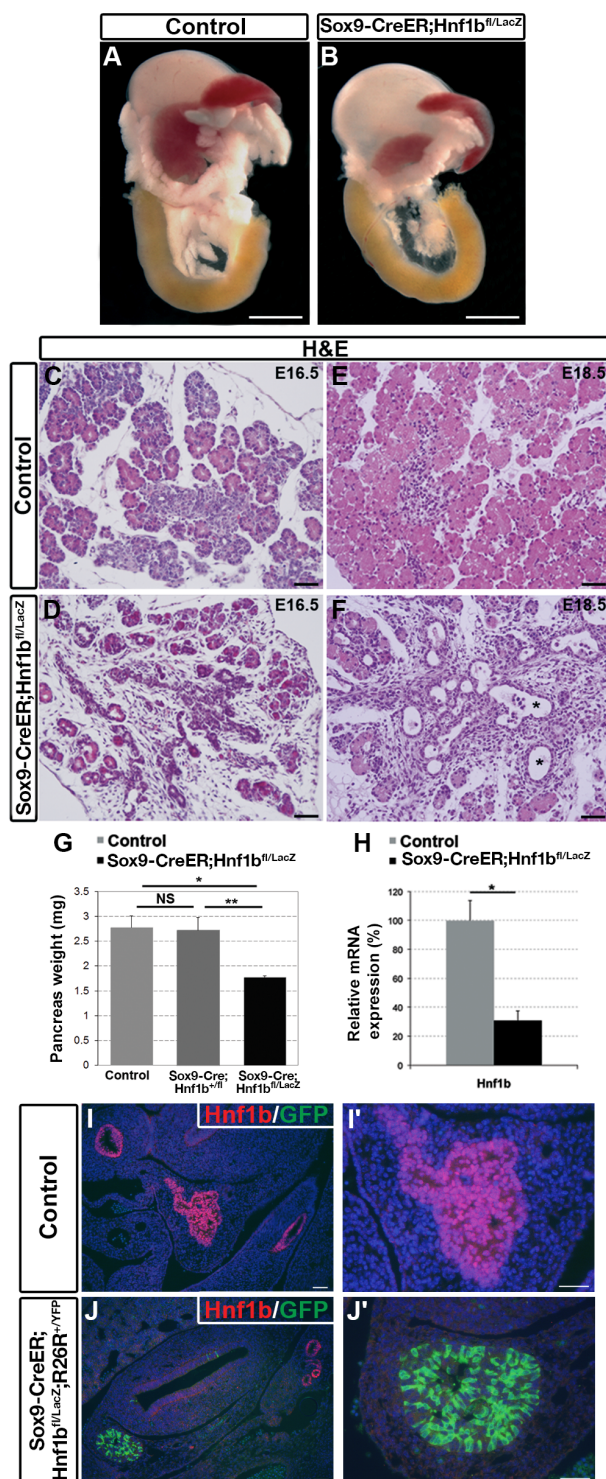 Control
Sox9-CreER;Hnf1bfl/LacZ
A
B
H&E
Control
C
E16.5
E
E18.5
Sox9-CreER;Hnf1bfl/LacZ
D
E16.5
F
E18.5
*
*
G
Control
Sox9-CreER;Hnf1bfl/LacZ
Pancreas weight (mg)
3.5
3
2.5
2
1.5
1
0.5
0
*
NS
**
Control
Sox9-Cre;
Hnf1b+/fl
Sox9-Cre;
Hnf1bfl/LacZ
H
Control
Sox9-CreER;Hnf1bfl/LacZ
Relative mRNA
expression (%)
120
100
80
60
40
20
0
*
Hnf1b
Control
I
Hnf1b/GFP
I'
Sox9-CreER;
Hnf1bfl/LacZ;R26R+/YFP
J
Hnf1b/GFP
J'